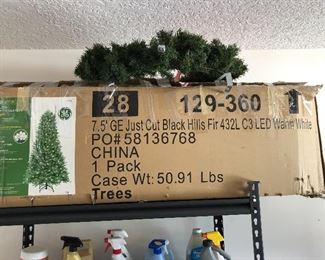 28 129-360
7.5' GE Just Cut Black Hills Fir 432L C3 LED Warm White
PO#58136768
CHINA
1 Pack
Case Wt: 50.91 Lbs
Trees